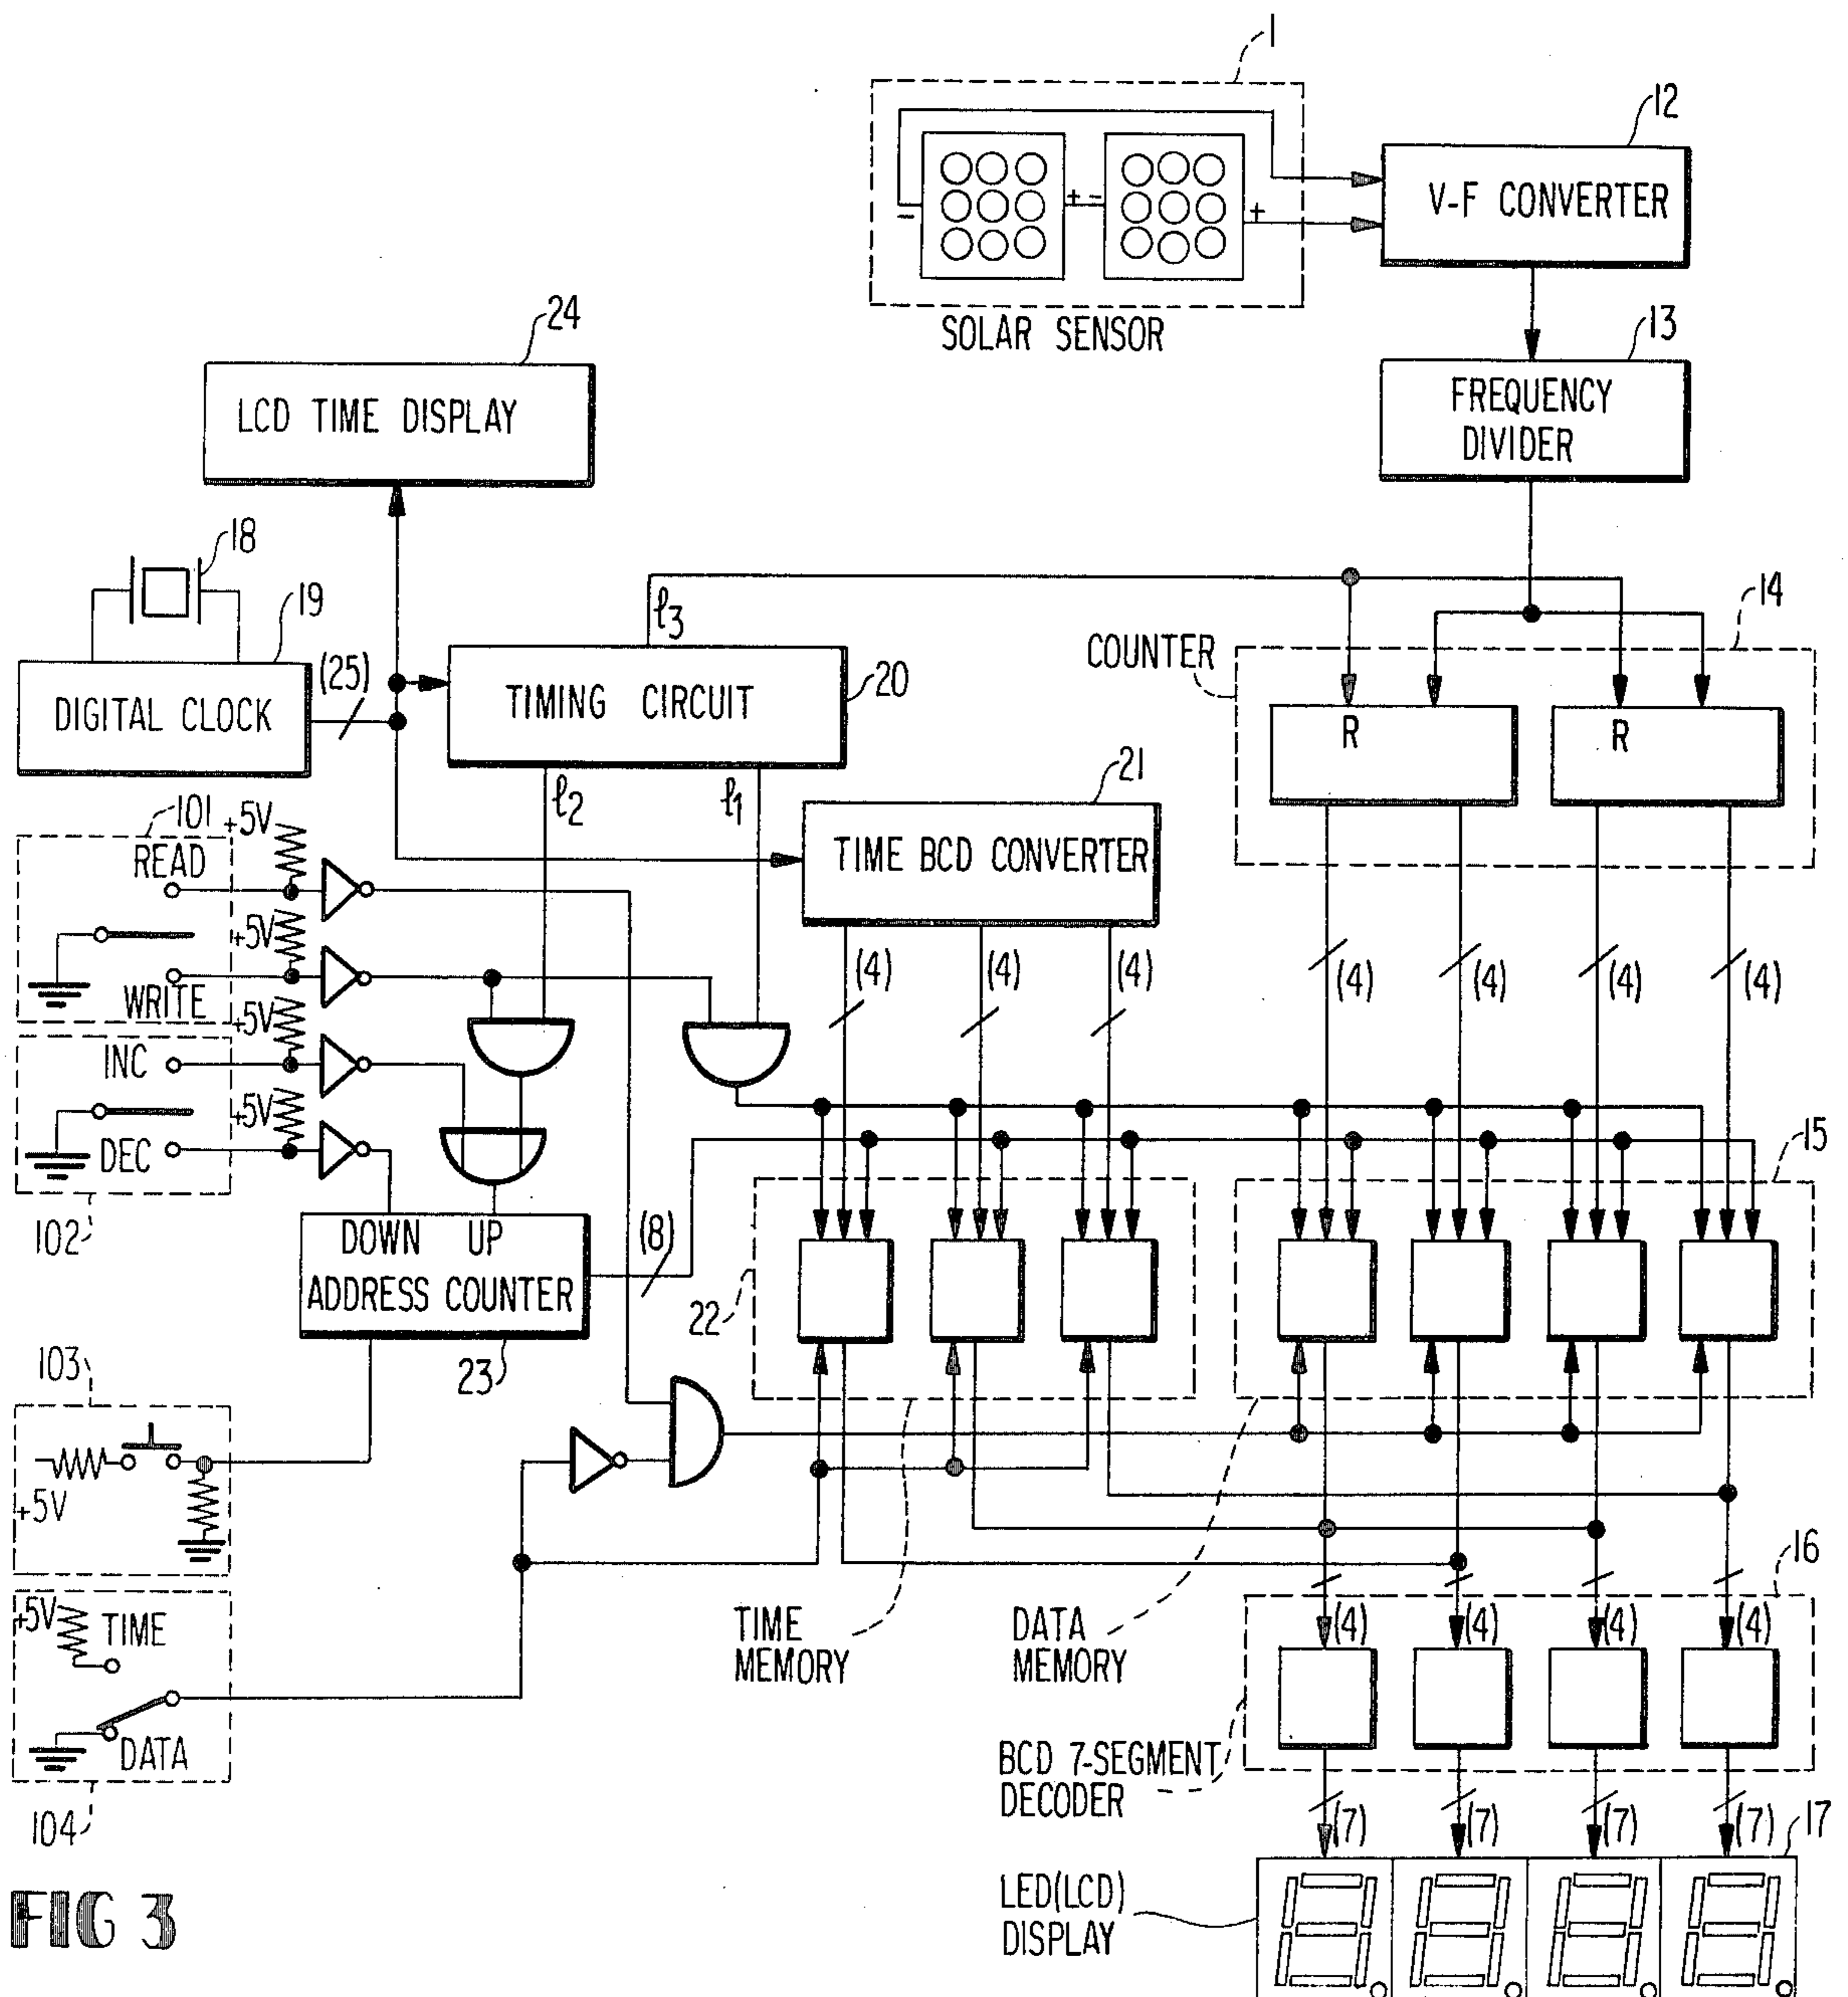 1
12
V-F CONVERTER
- + - +
SOLAR SENSOR
13
FREQUENCY
DIVIDER
24
LCD TIME DISPLAY
18
19
(25)
DIGITAL CLOCK
ℓ3
TIMING CIRCUIT
20
ℓ2
ℓ1
COUNTER
14
R
R
21
TIME BCD CONVERTER
101
+5V
READ
+5V
WRITE
+5V
INC
+5V
DEC
102
(4)
(4)
(4)
(4)
(4)
(4)
(4)
15
DOWN UP
ADDRESS COUNTER
(8)
22
23
103
+5V
+5V
TIME
DATA
104
TIME
MEMORY
DATA
MEMORY
16
(4)
(4)
(4)
(4)
BCD 7-SEGMENT
DECODER
(7)
(7)
(7)
(7)
17
LED(LCD)
DISPLAY
FIG 3